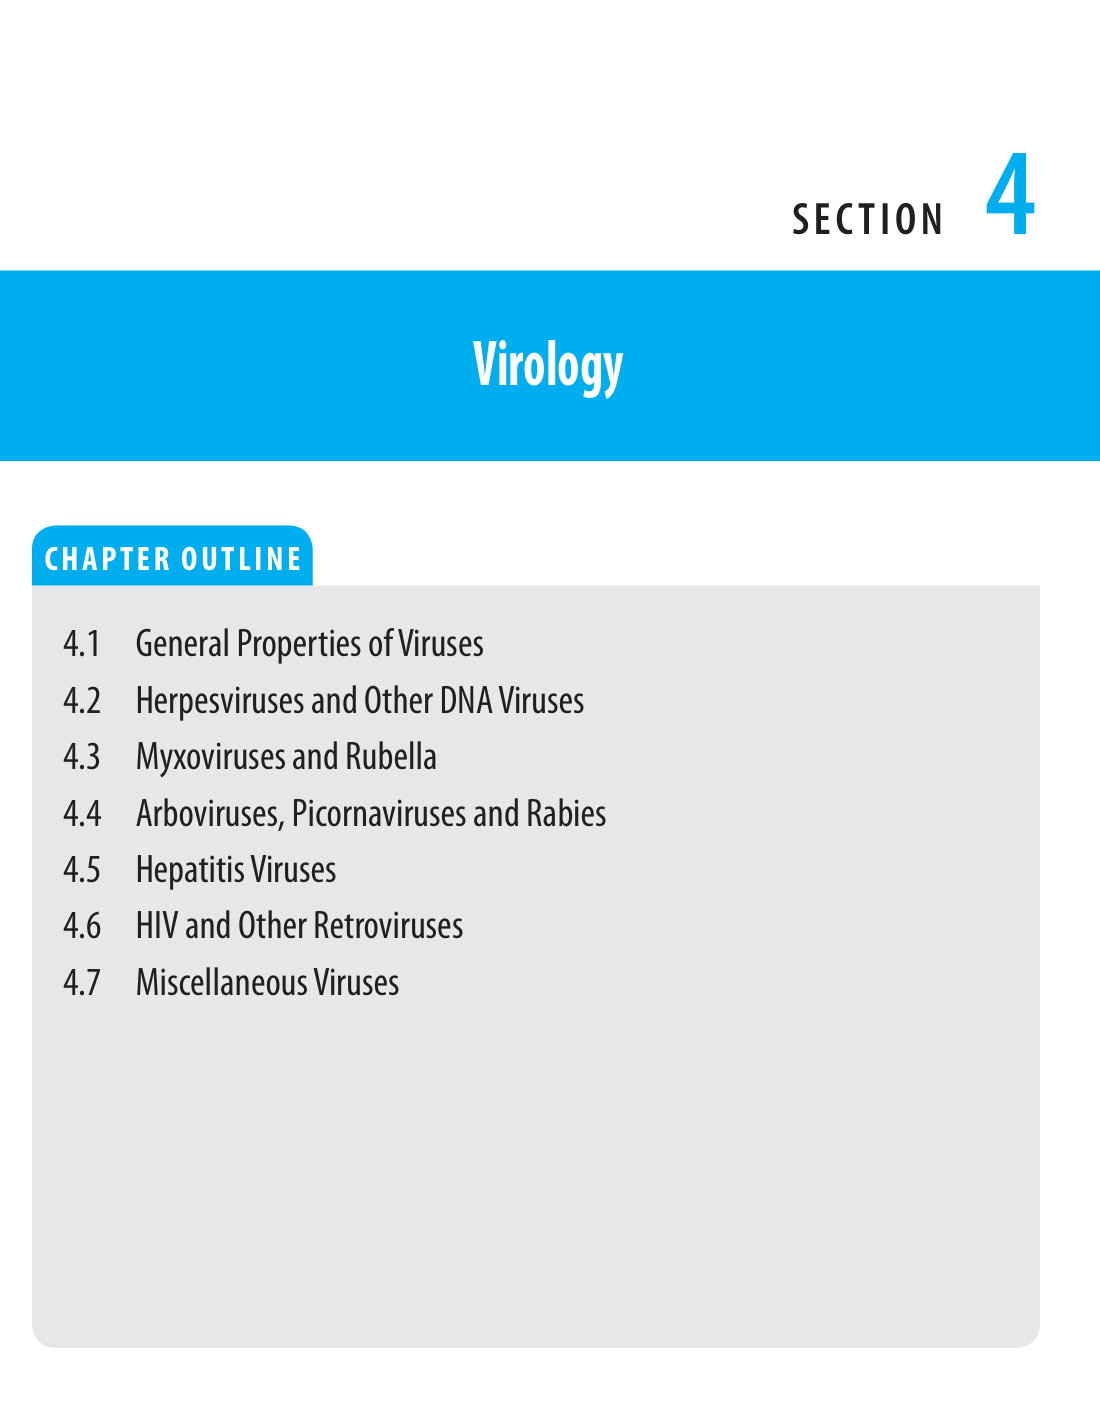 SECTION 4
Virology
CHAPTER OUTLINE
4.1 General Properties of Viruses
4.2 Herpesviruses and Other DNA Viruses
4.3 Myxoviruses and Rubella
4.4 Arboviruses, Picornaviruses and Rabies
4.5 Hepatitis Viruses
4.6 HIV and Other Retroviruses
4.7 Miscellaneous Viruses